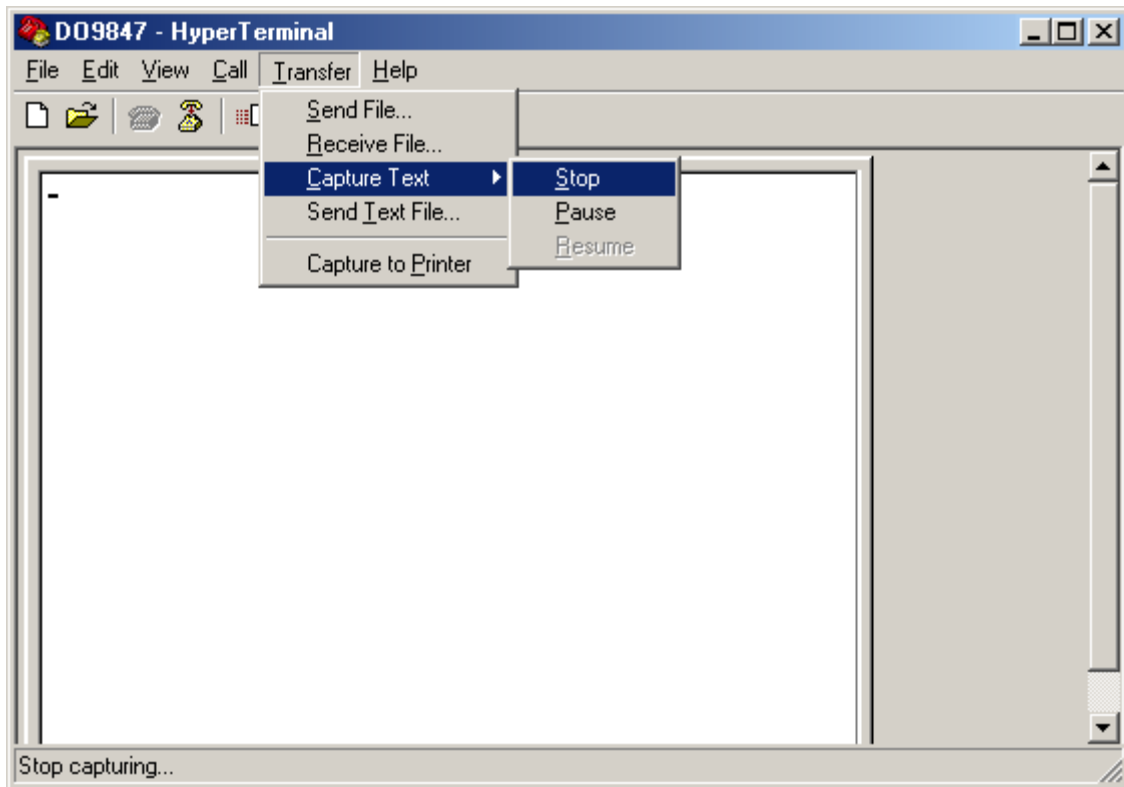 DO9847 - HyperTerminal
File Edit View Call Transfer Help
Send File...
Receive File...
Capture Text
Send Text File...
Capture to Printer
Stop
Pause
Resume
Stop capturing...